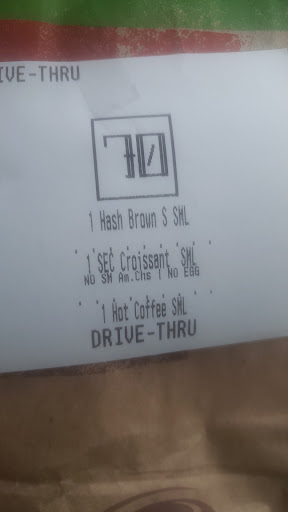 IVE-THRU
70
1 Hash Brown S SML
1 SEC Croissant SML
NO SM Am.Chs | NO EGG
1 Hot Coffee SML
DRIVE-THRU